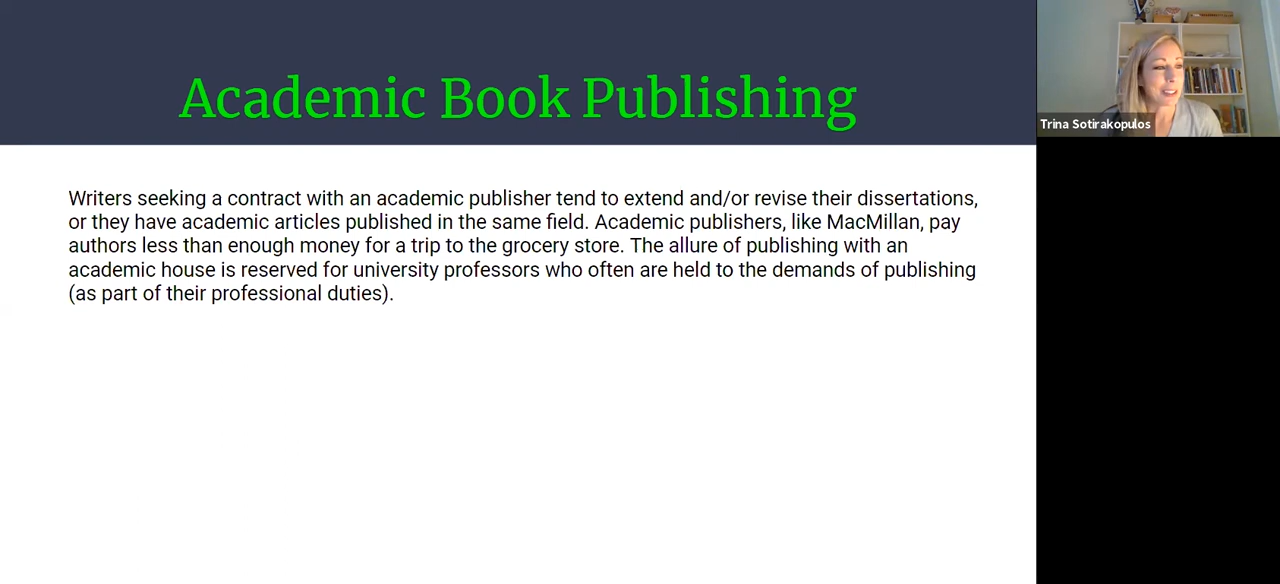 Academic Book Publishing
Trina Sotirakopulos
Writers seeking a contract with an academic publisher tend to extend and/or revise their dissertations,
or they have academic articles published in the same field. Academic publishers, like MacMillan, pay
authors less than enough money for a trip to the grocery store. The allure of publishing with an
academic house is reserved for university professors who often are held to the demands of publishing
(as part of their professional duties).